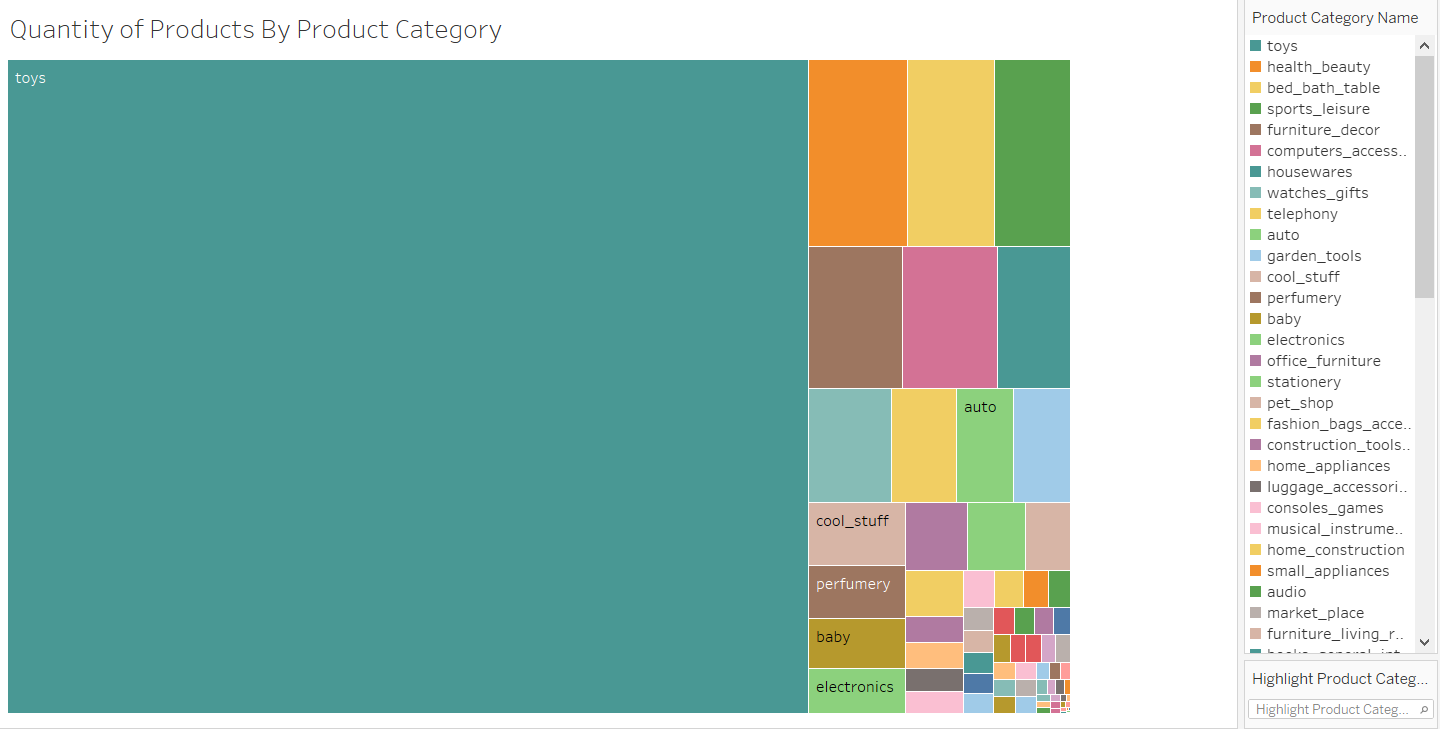 Quantity of Products By Product Category
toys
auto
cool_stuff
perfumery
baby
electronics
Product Category Name
toys
health_beauty
bed_bath_table
sports_leisure
furniture_decor
computers_access..
housewares
watches_gifts
telephony
auto
garden_tools
cool_stuff
perfumery
baby
electronics
office_furniture
stationery
pet_shop
fashion_bags_acce..
construction_tools..
home_appliances
luggage_accessori..
consoles_games
musical_instrume..
home_construction
small_appliances
audio
market_place
furniture_living_r..
Highlight Product Categ...
Highlight Product Categ...